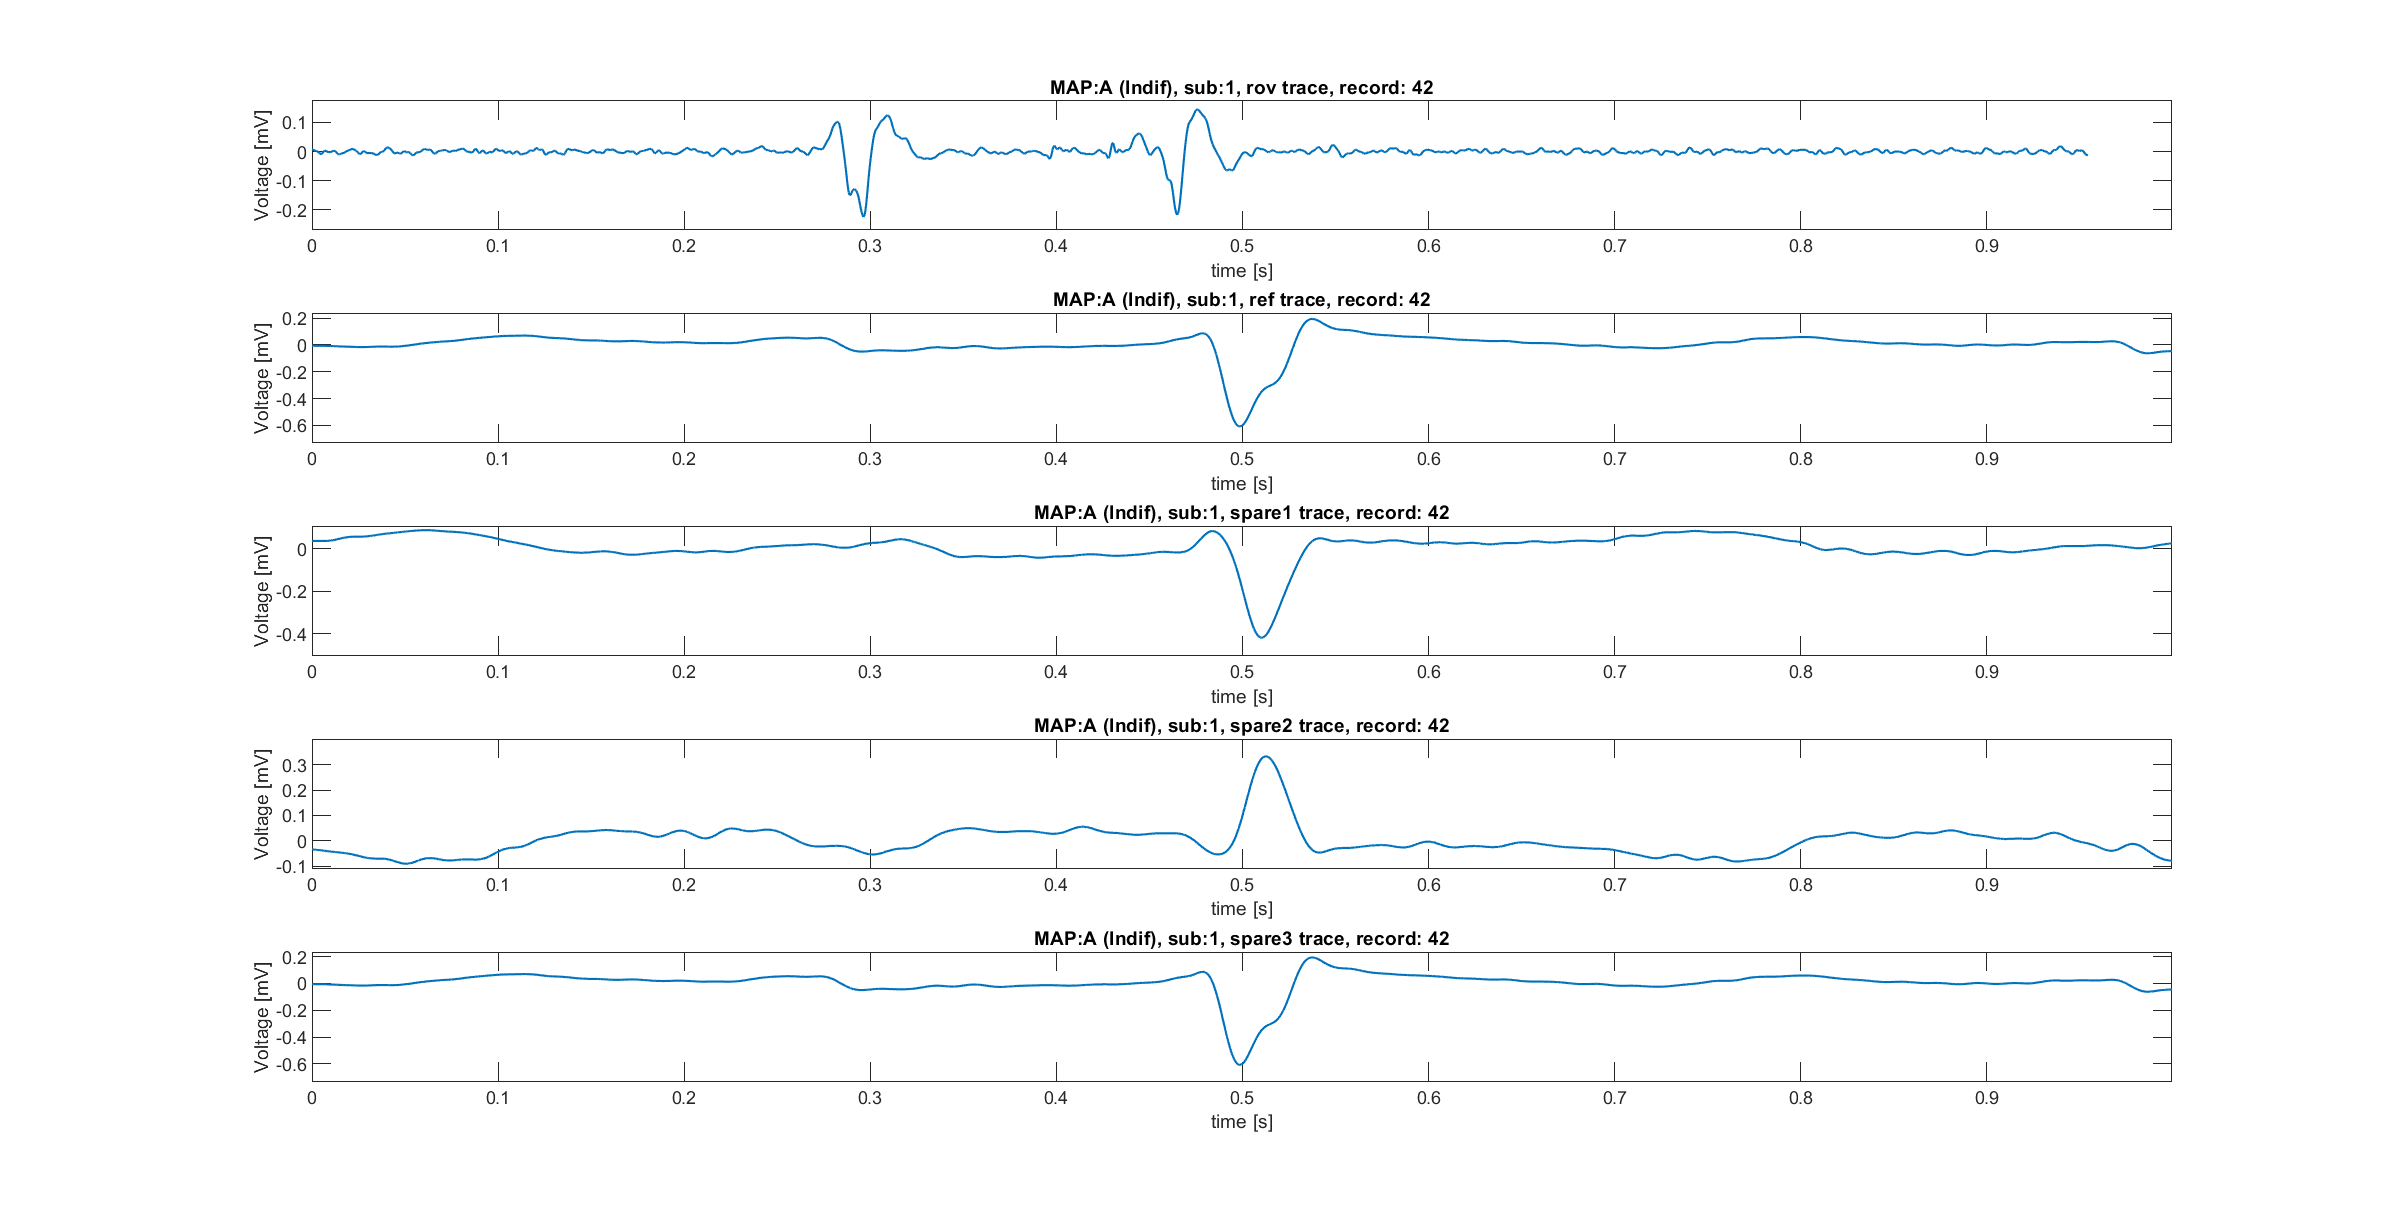 MAP:A (Indif), sub:1, rov trace, record: 42
Voltage [mV]
0.1
0
-0.1
-0.2
0 0.1 0.2 0.3 0.4 0.5 0.6 0.7 0.8 0.9
time [s]
MAP:A (Indif), sub:1, ref trace, record: 42
Voltage [mV]
0.2
0
-0.2
-0.4
-0.6
0 0.1 0.2 0.3 0.4 0.5 0.6 0.7 0.8 0.9
time [s]
MAP:A (Indif), sub:1, spare1 trace, record: 42
Voltage [mV]
0
-0.2
-0.4
0 0.1 0.2 0.3 0.4 0.5 0.6 0.7 0.8 0.9
time [s]
MAP:A (Indif), sub:1, spare2 trace, record: 42
Voltage [mV]
0.3
0.2
0.1
0
-0.1
0 0.1 0.2 0.3 0.4 0.5 0.6 0.7 0.8 0.9
time [s]
MAP:A (Indif), sub:1, spare3 trace, record: 42
Voltage [mV]
0.2
0
-0.2
-0.4
-0.6
0 0.1 0.2 0.3 0.4 0.5 0.6 0.7 0.8 0.9
time [s]